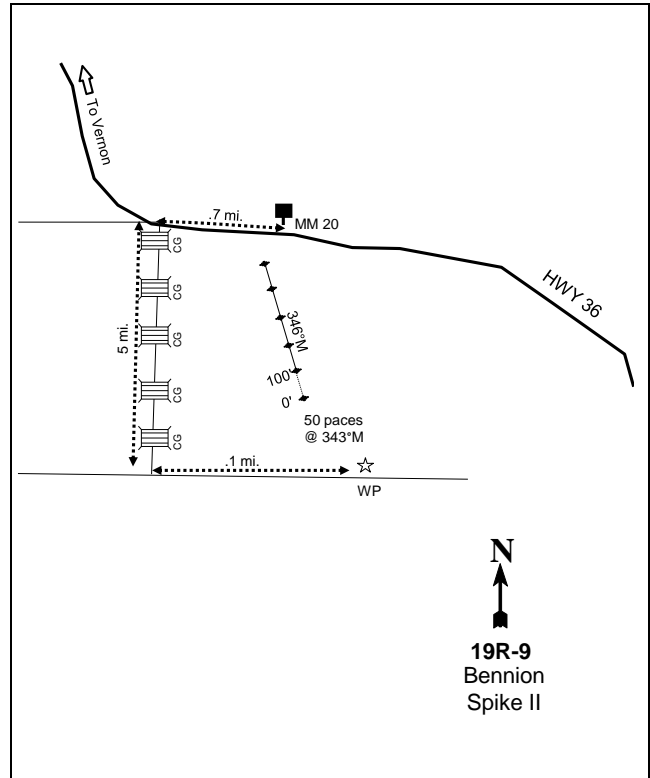 To Vernon
.7 mi.
MM 20
CG
CG
CG
CG
CG
5 mi.
HWY 36
346°M
100'
0'
50 paces
@ 343°M
.1 mi.
WP
N
19R-9
Bennion
Spike II